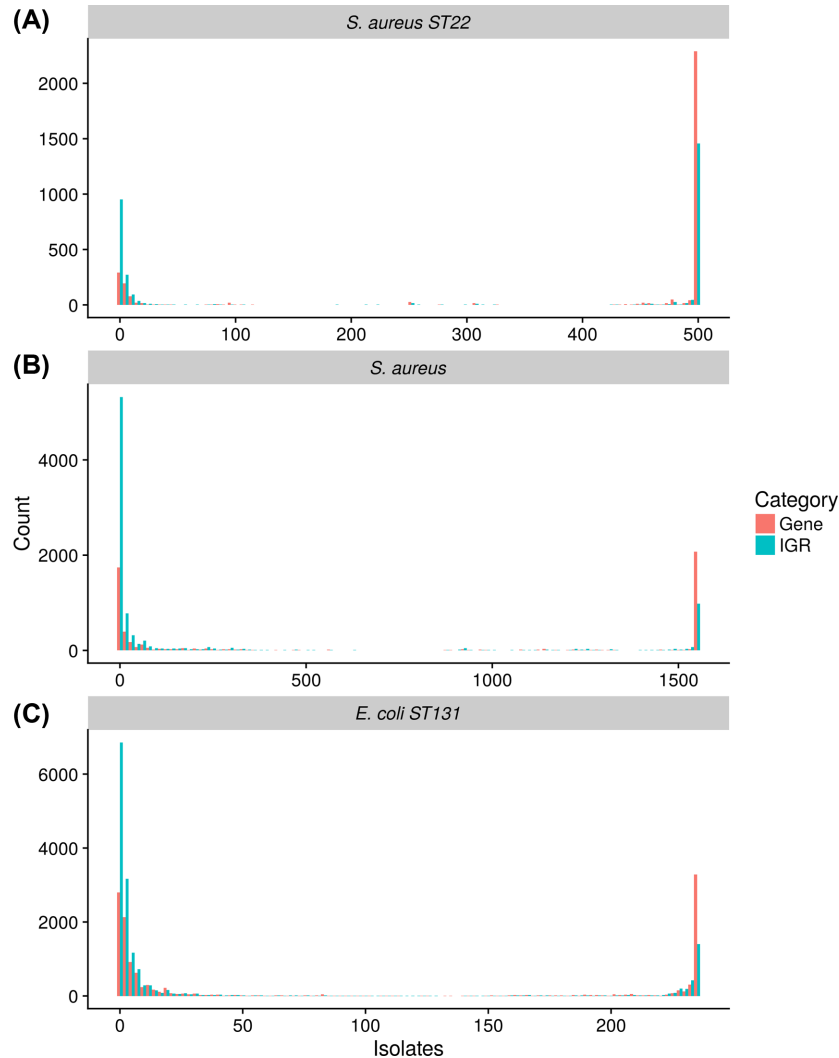 (A)
S. aureus ST22
2000
1500
1000
500
0
0 100 200 300 400 500
(B)
S. aureus
4000
2000
0
0 500 1000 1500
Count
Category
Gene
IGR
(C)
E. coli ST131
6000
4000
2000
0
0 50 100 150 200
Isolates